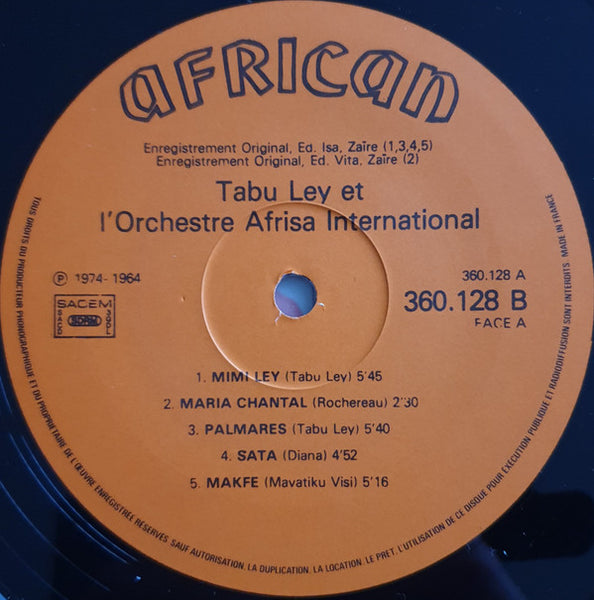 AFRICAN
Enregistrement Original, Ed. Isa, Zaïre (1,3,4,5)
Enregistrement Original, Ed. Vita, Zaïre (2)
Tabu Ley et
l'Orchestre Afrisa International
℗ 1974-1964
360.128 A
SACEM
SACD
SDRM
SGDL
360.128 B
FACE A
1. MIMI LEY (Tabu Ley) 5'45
2. MARIA CHANTAL (Rochereau) 2'30
3. PALMARES (Tabu Ley) 5'40
4. SATA (Diana) 4'52
5. MAKFE (Mavatiku Visi) 5'16
TOUS DROITS DU PRODUCTEUR PHONOGRAPHIQUE ET DU PROPRIETAIRE DE L'ŒUVRE ENREGISTREE RESERVES. SAUF AUTORISATION, LA DUPLICATION, LA LOCATION, LE PRET, L'UTILISATION DE CE DISQUE POUR EXECUTION PUBLIQUE ET RADIODIFFUSION SONT INTERDITS. MADE IN FRANCE